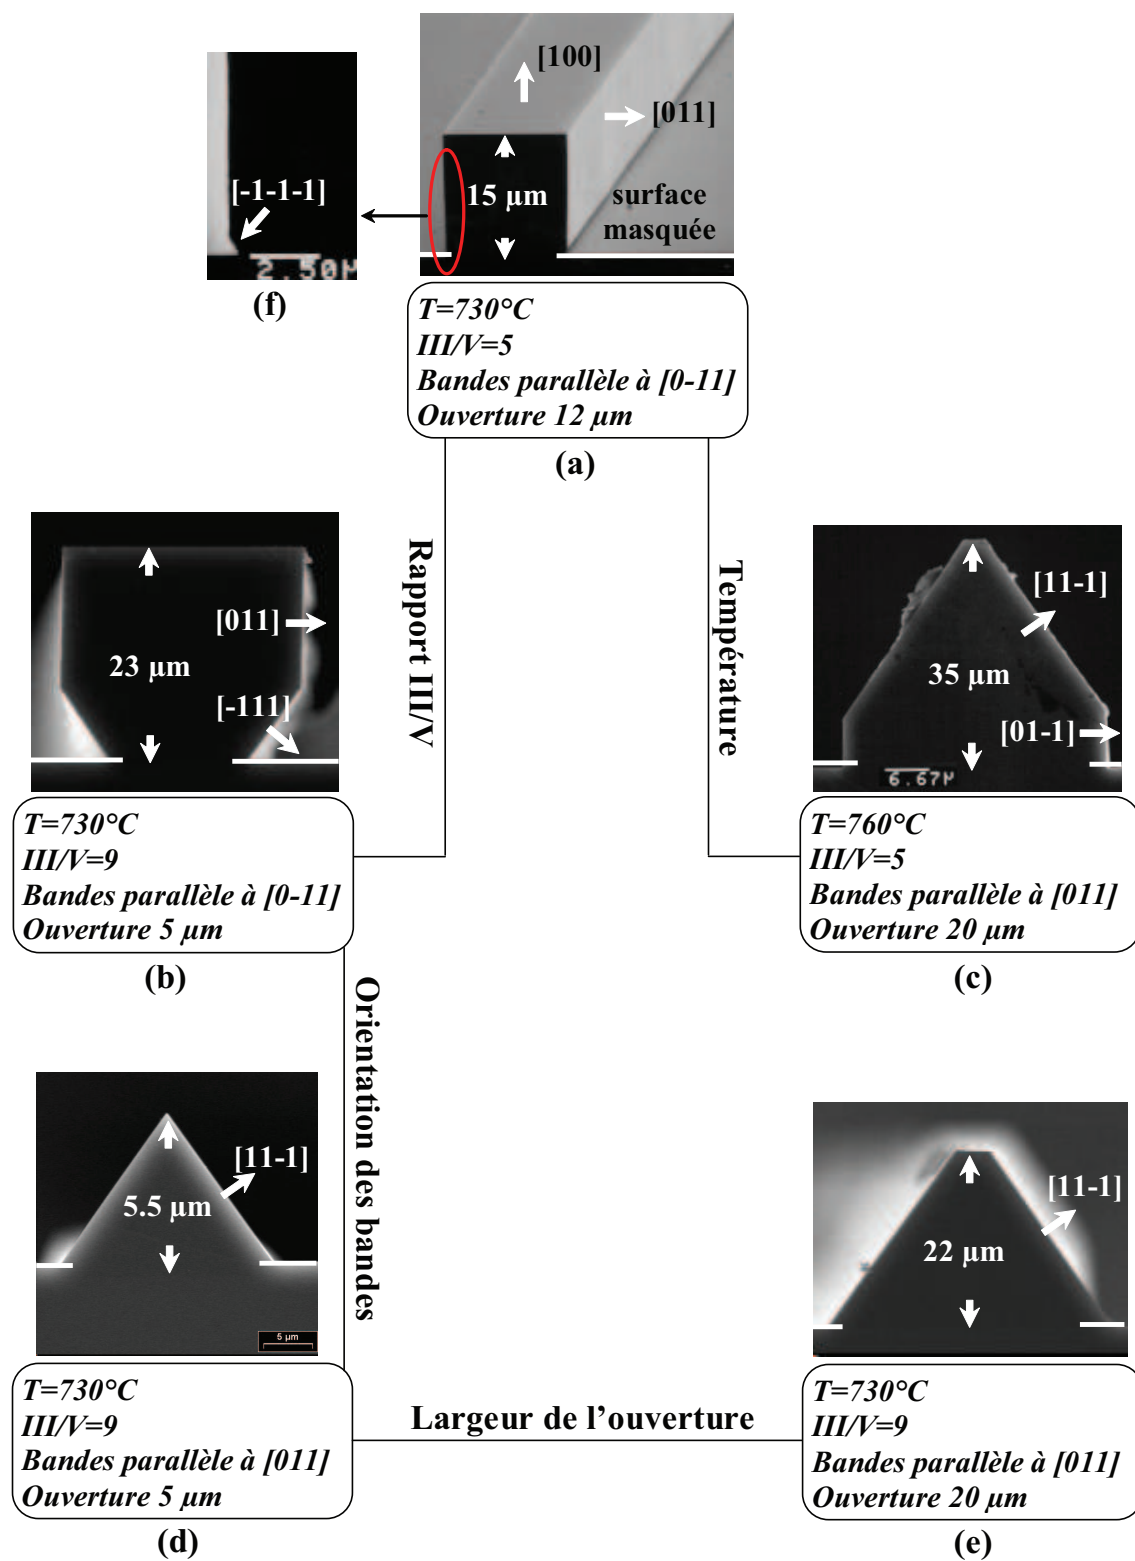 [100]
[011]
15 µm
surface
masquée
[-1-1-1]
2.50µ
(f)
T=730°C
III/V=5
Bandes parallèle à [0-11]
Ouverture 12 µm
(a)
Rapport III/V
Température
[011]
23 µm
[-111]
T=730°C
III/V=9
Bandes parallèle à [0-11]
Ouverture 5 µm
(b)
[11-1]
35 µm
[01-1]
6.67µ
T=760°C
III/V=5
Bandes parallèle à [011]
Ouverture 20 µm
(c)
Orientation des bandes
[11-1]
5.5 µm
5 µm
T=730°C
III/V=9
Bandes parallèle à [011]
Ouverture 5 µm
(d)
Largeur de l’ouverture
[11-1]
22 µm
T=730°C
III/V=9
Bandes parallèle à [011]
Ouverture 20 µm
(e)